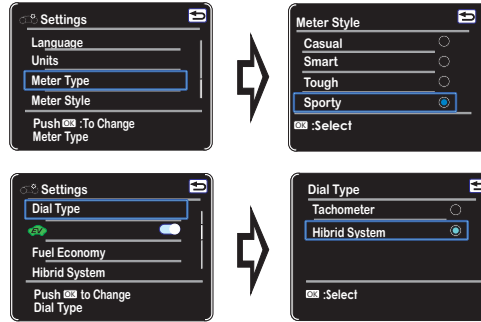 Settings
Language
Units
Meter Type
Meter Style
Push OK :To Change
Meter Type
Meter Style
Casual
Smart
Tough
Sporty
OK :Select
Settings
Dial Type
EV
Fuel Economy
Hibrid System
Push OK to Change
Dial Type
Dial Type
Tachometer
Hibrid System
OK :Select